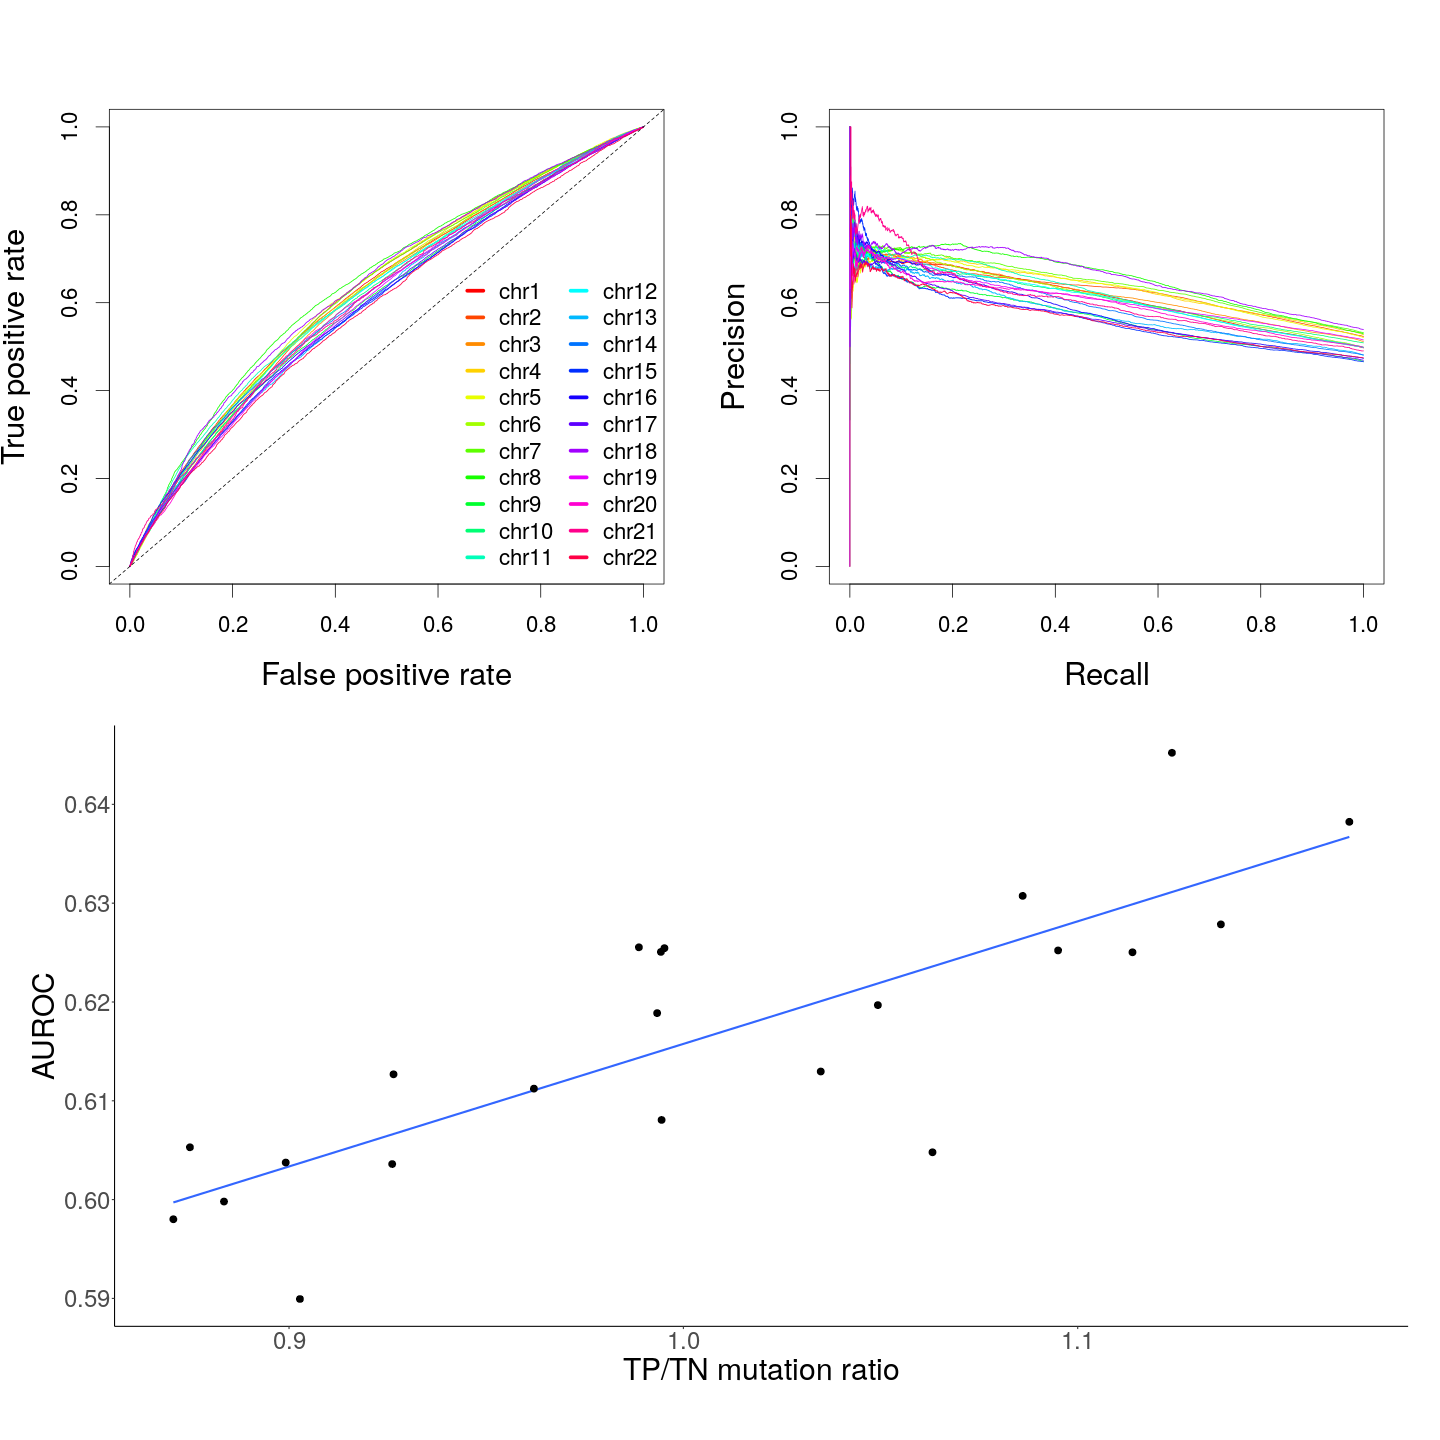 True positive rate
1.0
0.8
0.6
0.4
0.2
0.0
chr1 chr12
chr2 chr13
chr3 chr14
chr4 chr15
chr5 chr16
chr6 chr17
chr7 chr18
chr8 chr19
chr9 chr20
chr10 chr21
chr11 chr22
0.0 0.2 0.4 0.6 0.8 1.0
False positive rate
Precision
1.0
0.8
0.6
0.4
0.2
0.0
0.0 0.2 0.4 0.6 0.8 1.0
Recall
AUROC
0.64
0.63
0.62
0.61
0.60
0.59
0.9 1.0 1.1
TP/TN mutation ratio